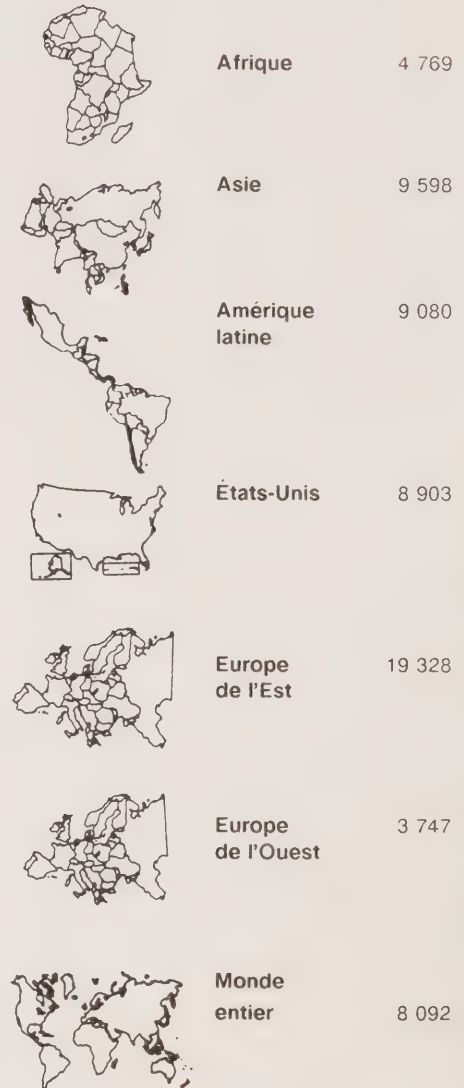 Afrique 4 769
Asie 9 598
Amérique 9 080
latine
États-Unis 8 903
Europe 19 328
de l'Est
Europe 3 747
de l'Ouest
Monde
entier 8 092